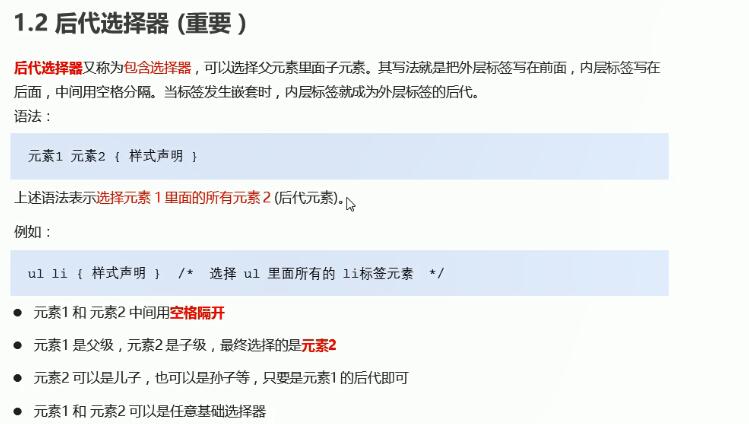 1.2 后代选择器 (重要 )
后代选择器又称为包含选择器，可以选择父元素里面子元素。其写法就是把外层标签写在前面，内层标签写在
后面，中间用空格分隔。当标签发生嵌套时，内层标签就成为外层标签的后代。
语法：
元素1 元素2 { 样式声明 }
上述语法表示选择元素 1 里面的所有元素 2 (后代元素)。
例如：
ul li { 样式声明 } /* 选择 ul 里面所有的 li标签元素 */
● 元素1 和 元素2 中间用空格隔开
● 元素1 是父级，元素2 是子级，最终选择的是元素2
● 元素2 可以是儿子，也可以是孙子等，只要是元素1 的后代即可
● 元素1 和 元素2 可以是任意基础选择器